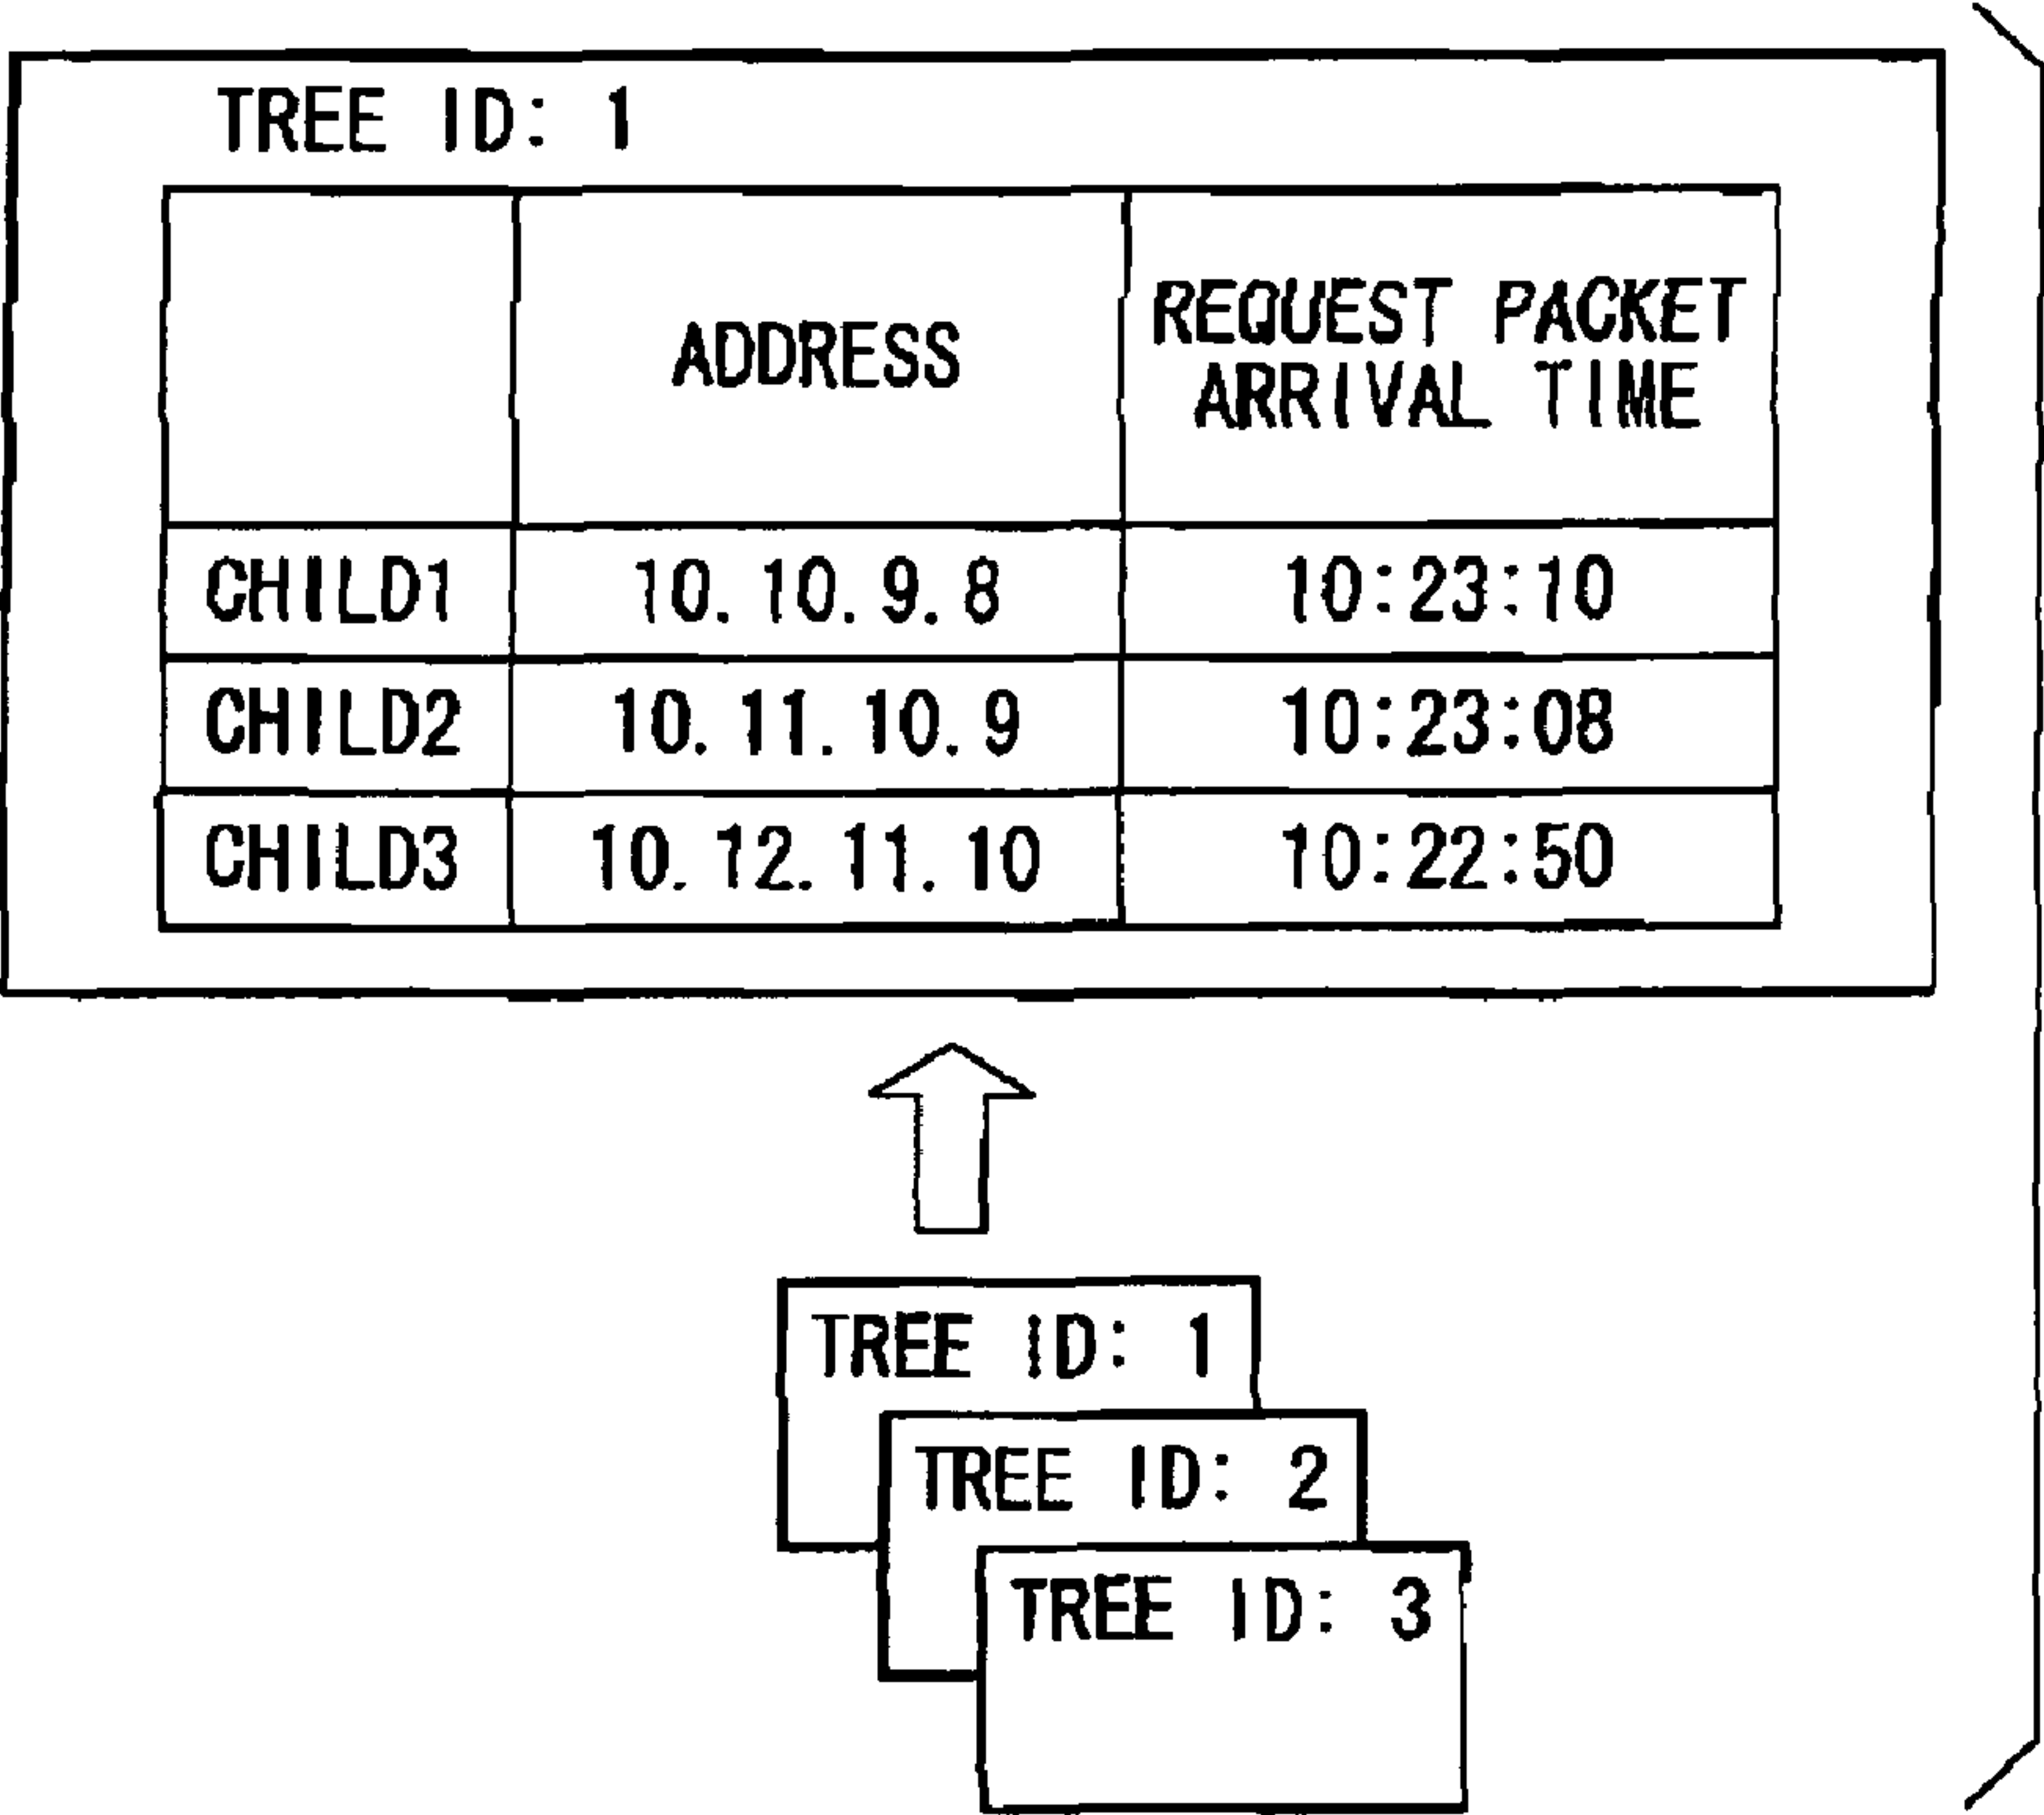 TREE ID: 1
ADDRESS
REQUEST PACKET
ARRIVAL TIME
CHILD1 10.10.9.8 10:23:10
CHILD2 10.11.10.9 10:23:08
CHILD3 10.12.11.10 10:22:50
TREE ID: 1
TREE ID: 2
TREE ID: 3